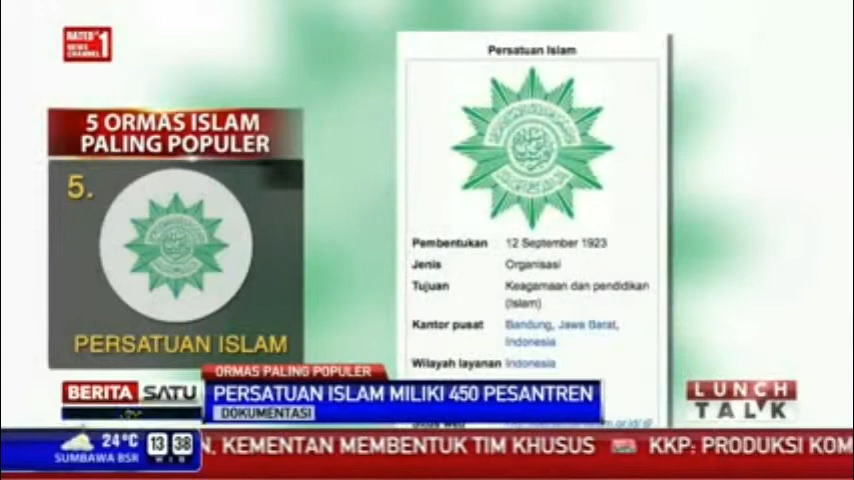 RATED #1
NEWS
CHANNEL
Persatuan Islam
5 ORMAS ISLAM
PALING POPULER
5.
PERSATUAN ISLAM
Pembentukan 12 September 1923
Jenis Organisasi
Tujuan Keagamaan dan pendidikan
(Islam)
Kantor pusat Bandung, Jawa Barat,
Indonesia
Wilayah layanan Indonesia
ORMAS PALING POPULER
BERITA SATU
PERSATUAN ISLAM MILIKI 450 PESANTREN
DOKUMENTASI
LUNCH
TALK
24°C
SUMBAWA BSR
13 38
WIB
N, KEMENTAN MEMBENTUK TIM KHUSUS KKP: PRODUKSI KOM